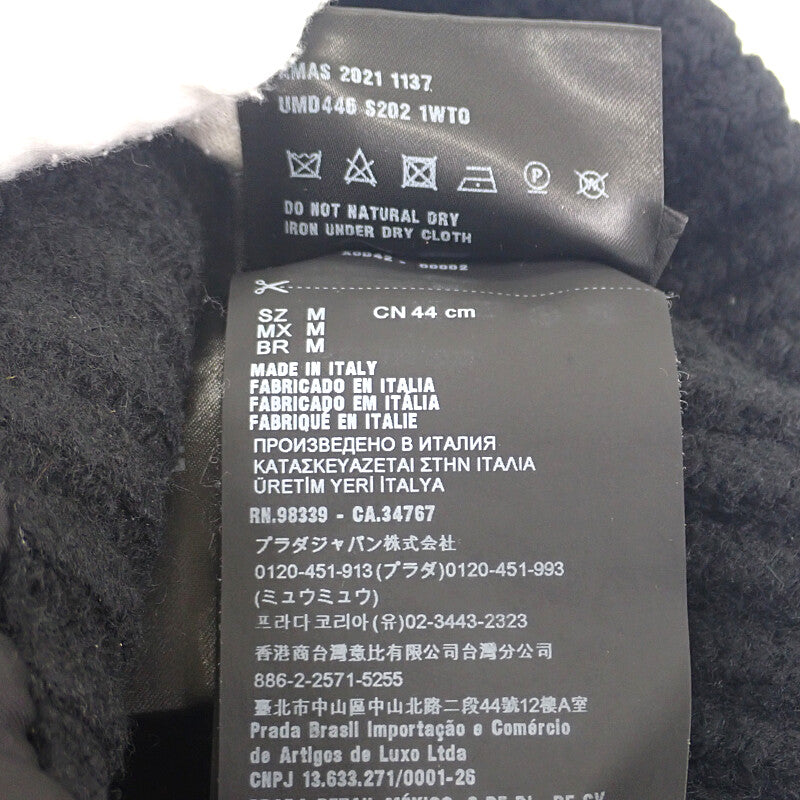 AMAS 2021 1137
UMD446 S202 1WT0
P
DO NOT NATURAL DRY
IRON UNDER DRY CLOTH
SZ M CN 44 cm
MX M
BR M
MADE IN ITALY
FABRICADO EN ITALIA
FABRICADO EM ITÁLIA
FABRIQUÉ EN ITALIE
ПРОИЗВЕДЕНО В ИТАЛИЯ
ΚΑΤΑΣΚΕΥΑΖΕΤΑΙ ΣΤΗΝ ΙΤΑΛΙΑ
ÜRETİM YERİ İTALYA
RN.98339 - CA.34767
プラダジャパン株式会社
0120-451-913(プラダ)0120-451-993
(ミュウミュウ)
프라다코리아(유)02-3443-2323
香港商台灣意比有限公司台灣分公司
886-2-2571-5255
臺北市中山區中山北路二段44號12樓A室
Prada Brasil Importação e Comércio
de Artigos de Luxo Ltda
CNPJ 13.633.271/0001-26